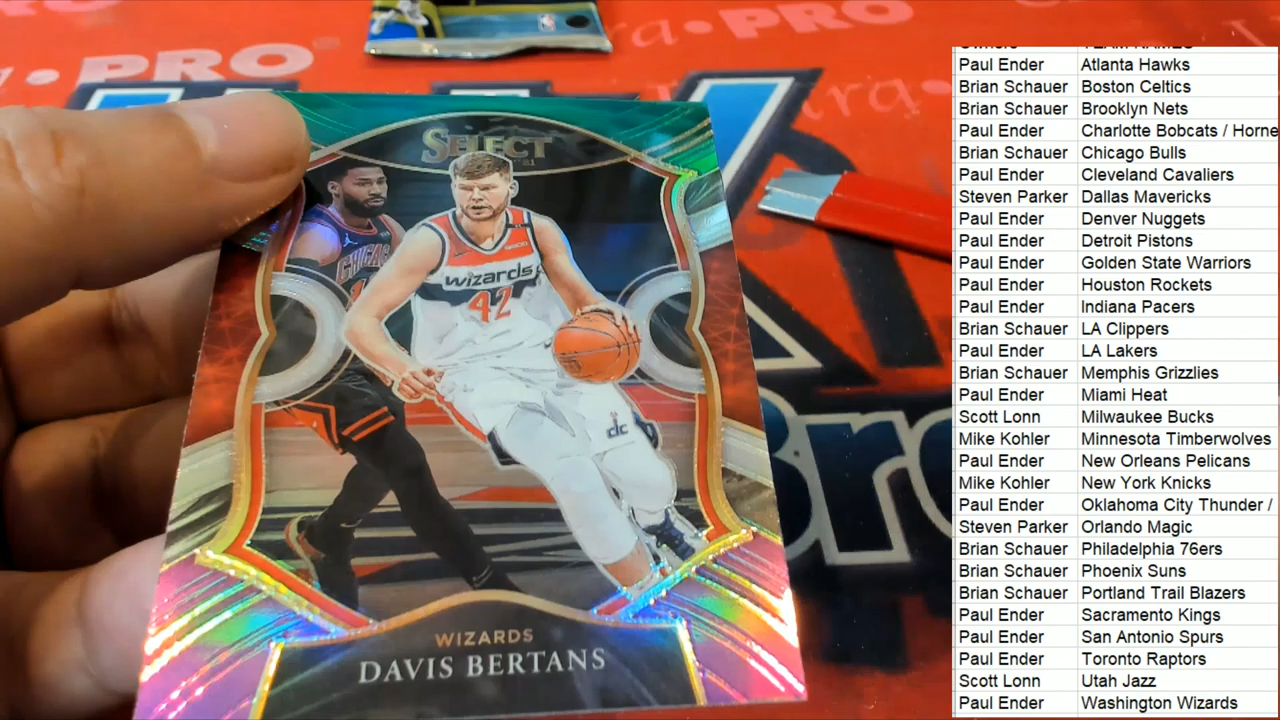 PRO
PRO
SELECT
CHICAGO
wizards
42
dc
WIZARDS
DAVIS BERTANS
Bro
Owners TEAM NAMES
Paul Ender Atlanta Hawks
Brian Schauer Boston Celtics
Brian Schauer Brooklyn Nets
Paul Ender Charlotte Bobcats / Horne
Brian Schauer Chicago Bulls
Paul Ender Cleveland Cavaliers
Steven Parker Dallas Mavericks
Paul Ender Denver Nuggets
Paul Ender Detroit Pistons
Paul Ender Golden State Warriors
Paul Ender Houston Rockets
Paul Ender Indiana Pacers
Brian Schauer LA Clippers
Paul Ender LA Lakers
Brian Schauer Memphis Grizzlies
Paul Ender Miami Heat
Scott Lonn Milwaukee Bucks
Mike Kohler Minnesota Timberwolves
Paul Ender New Orleans Pelicans
Mike Kohler New York Knicks
Paul Ender Oklahoma City Thunder /
Steven Parker Orlando Magic
Brian Schauer Philadelphia 76ers
Brian Schauer Phoenix Suns
Brian Schauer Portland Trail Blazers
Paul Ender Sacramento Kings
Paul Ender San Antonio Spurs
Paul Ender Toronto Raptors
Scott Lonn Utah Jazz
Paul Ender Washington Wizards